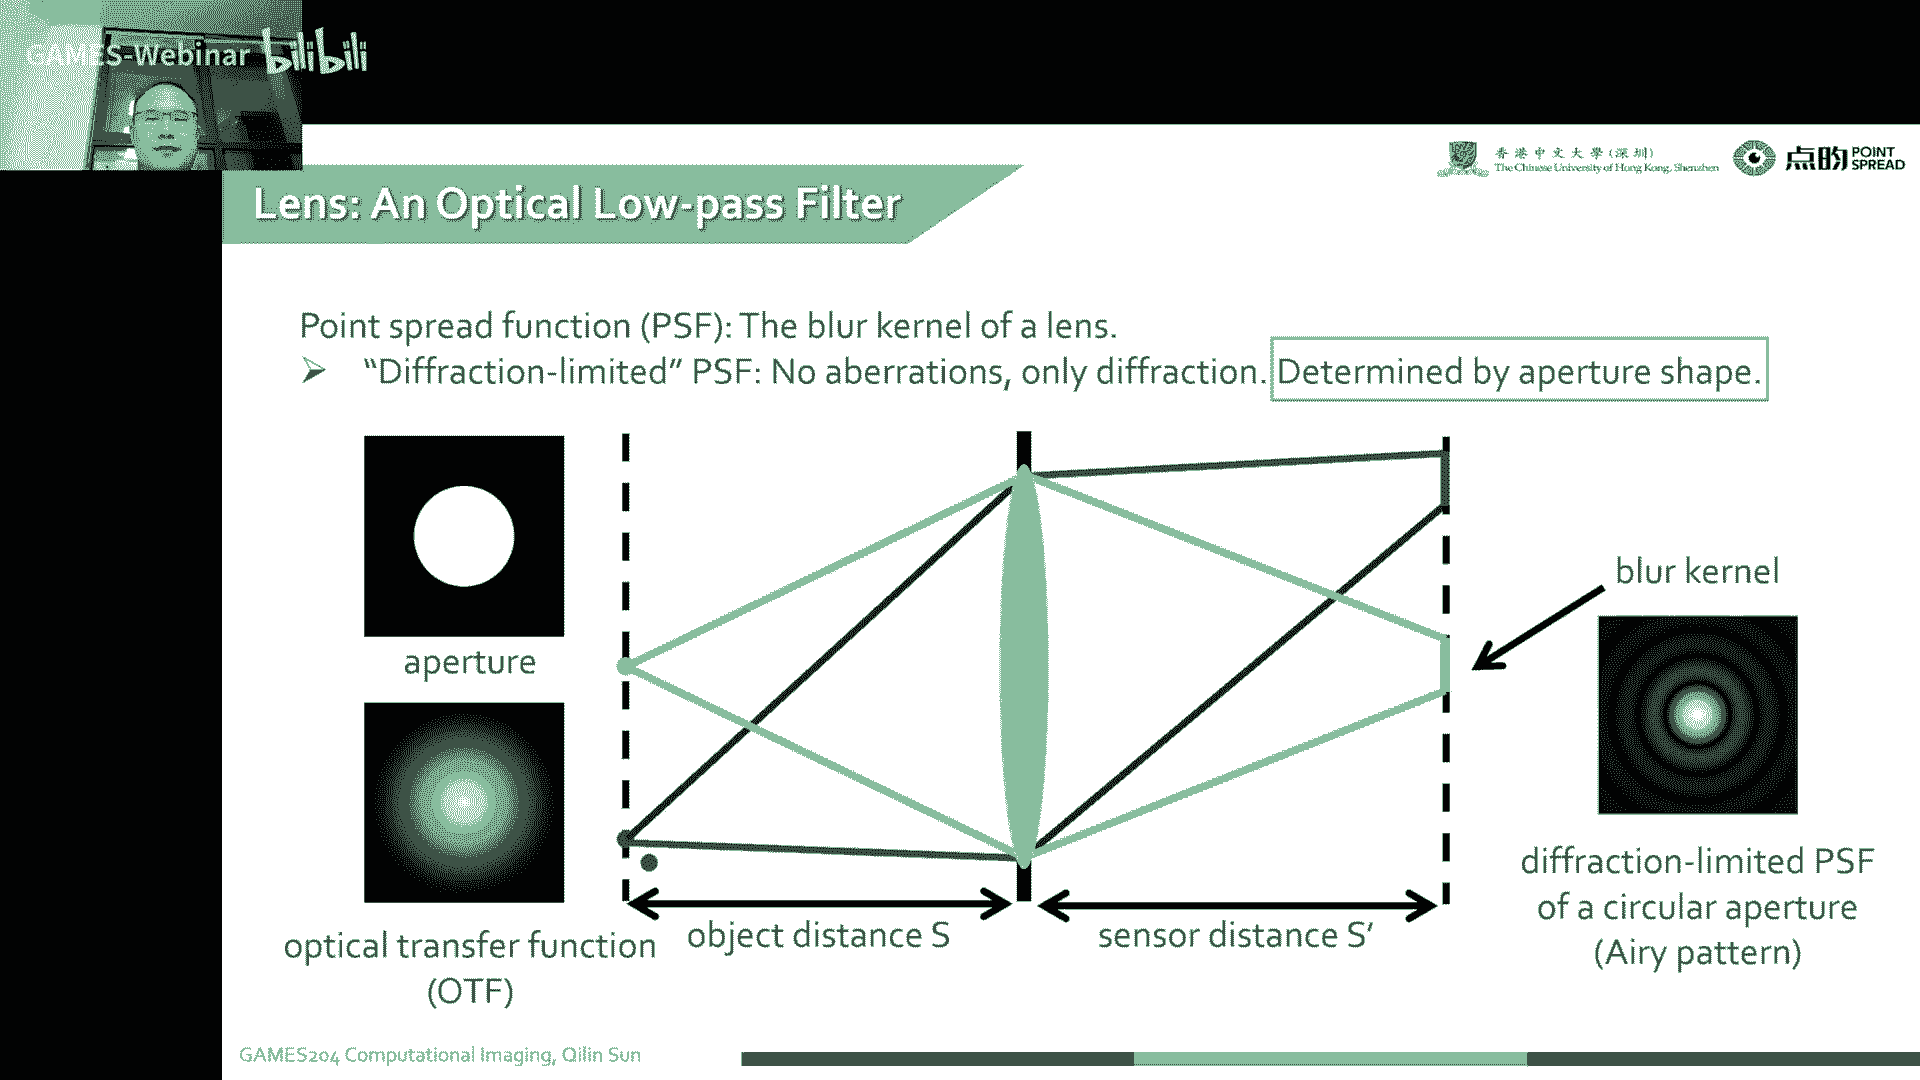 GAMES-Webinar bilibili
香港中文大學(深圳)
The Chinese University of Hong Kong, Shenzhen
点昀 POINT SPREAD
Lens: An Optical Low-pass Filter
Point spread function (PSF): The blur kernel of a lens.
“Diffraction-limited” PSF: No aberrations, only diffraction. Determined by aperture shape.
aperture
optical transfer function
(OTF)
object distance S
sensor distance S’
blur kernel
diffraction-limited PSF
of a circular aperture
(Airy pattern)
GAMES204 Computational Imaging, Qilin Sun